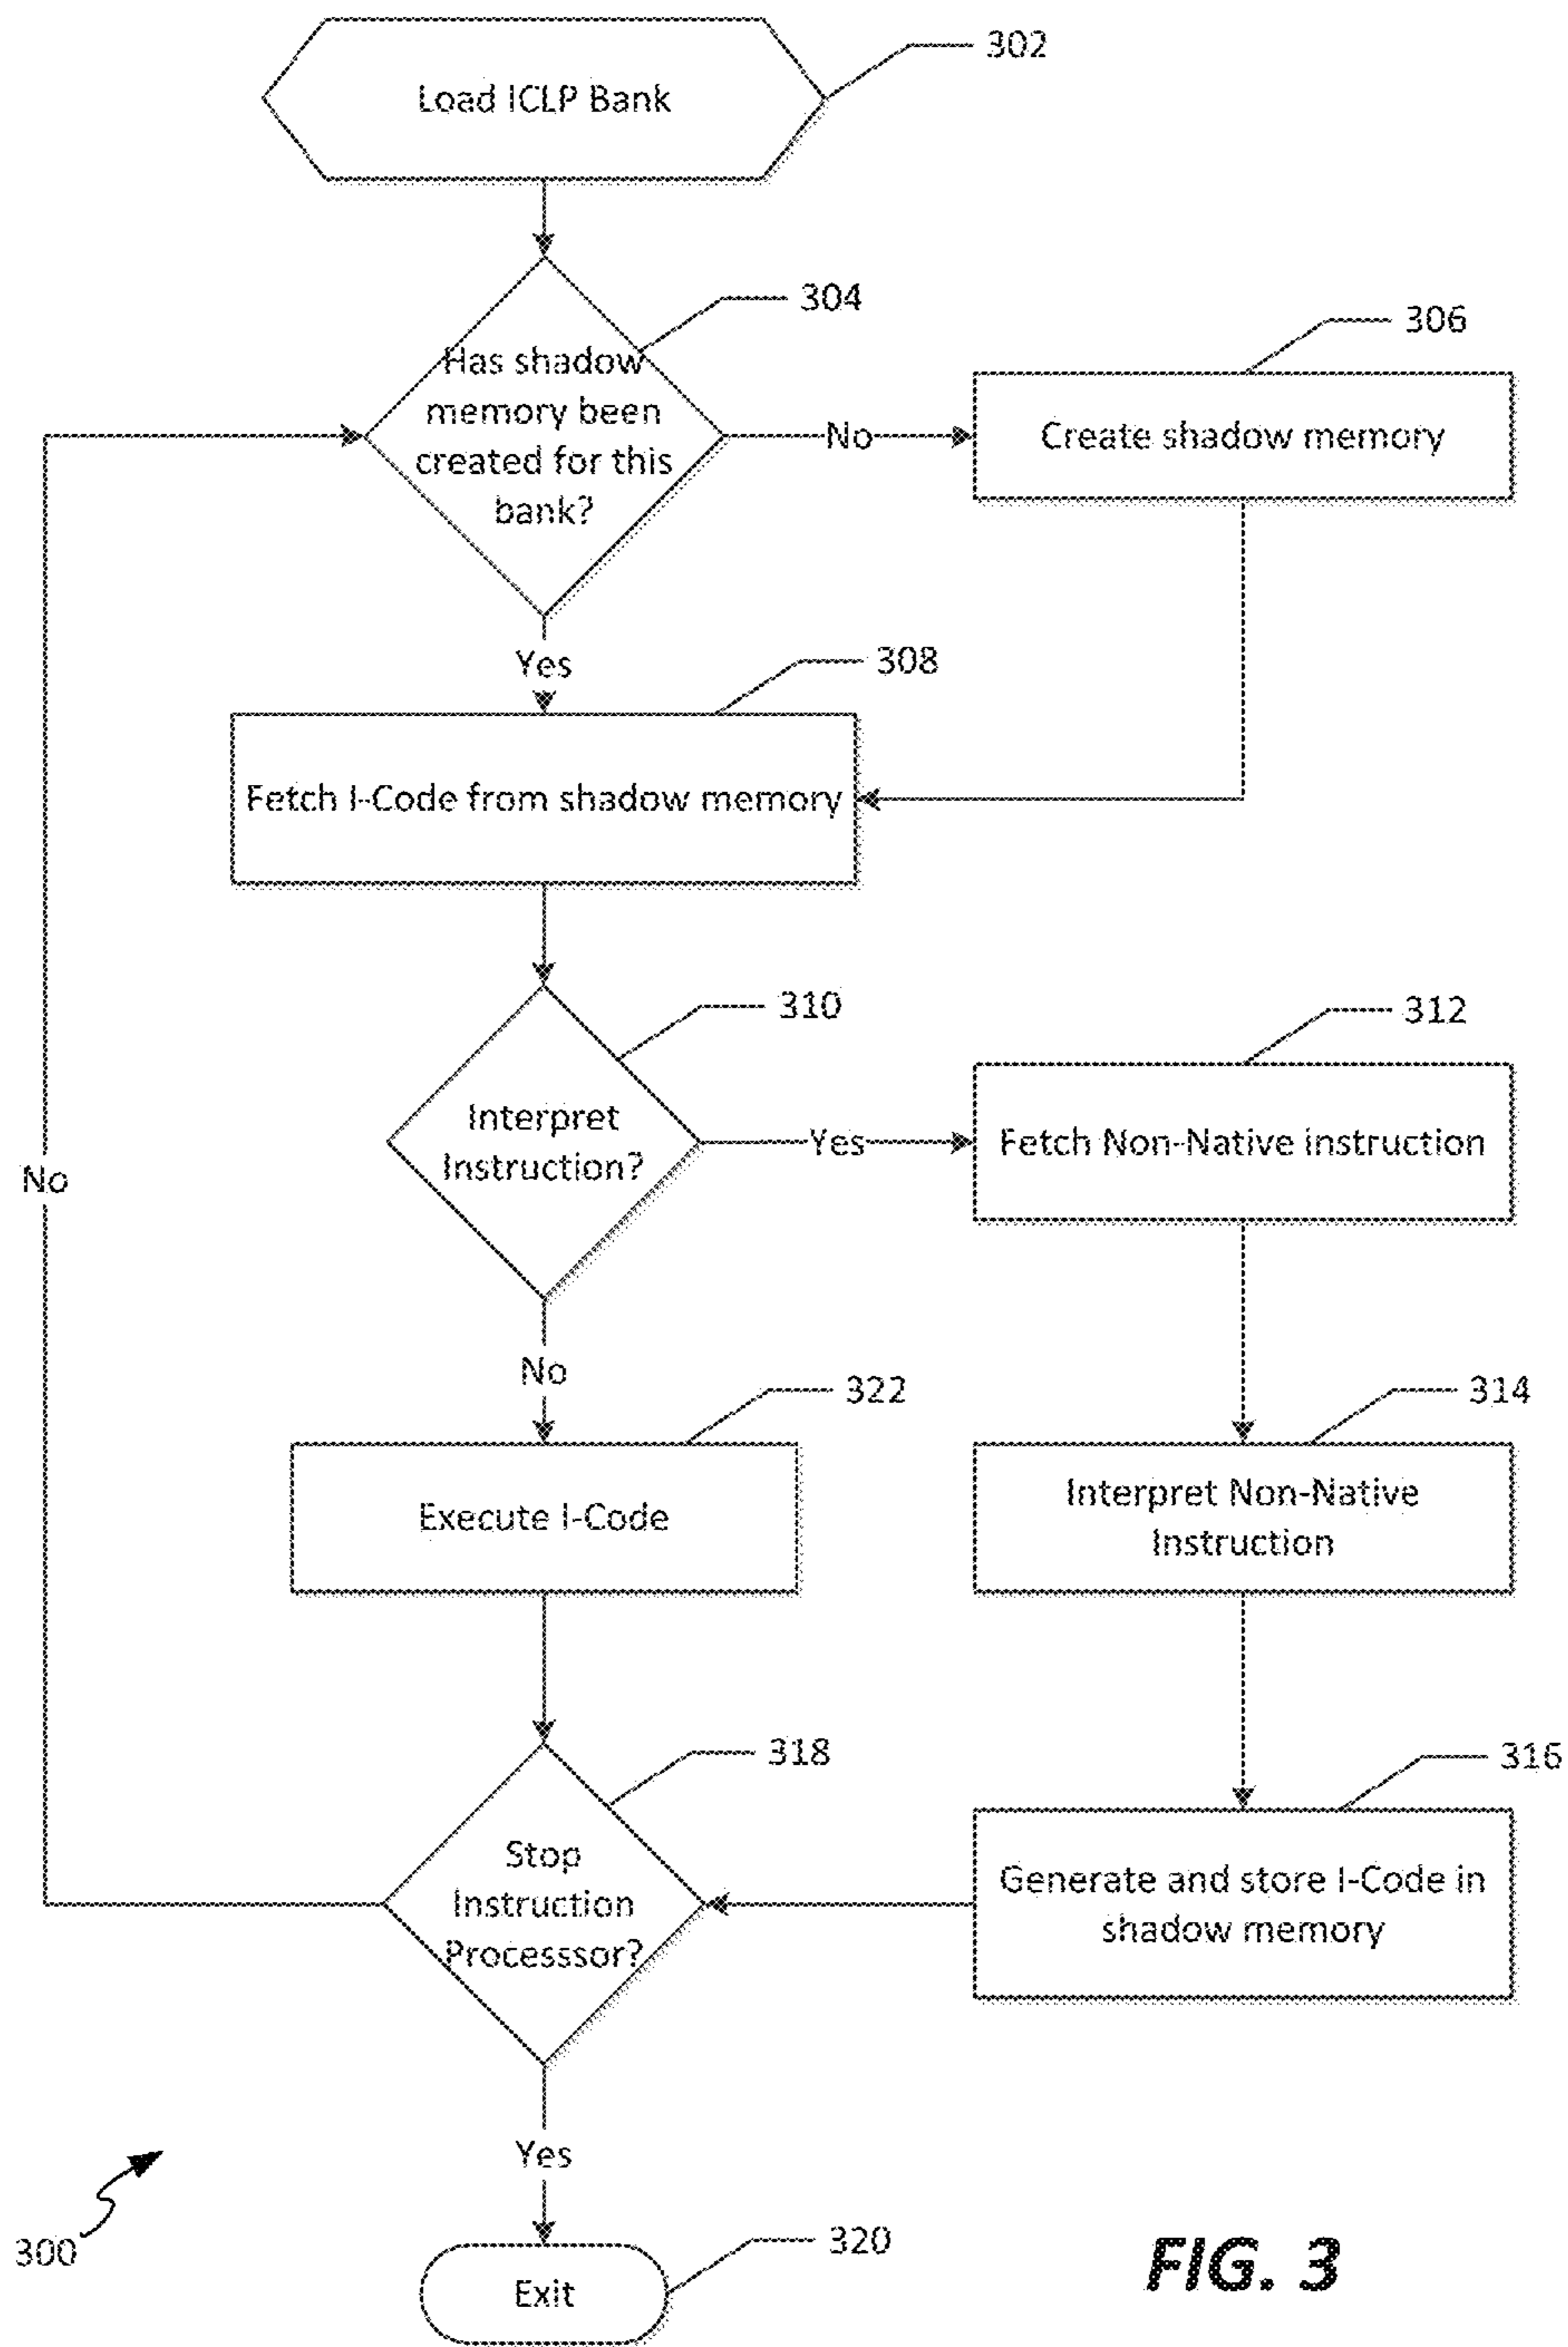 302
Load ICLP Bank
304
Has shadow
memory been
created for this
bank?
No
306
Create shadow memory
Yes
308
Fetch I-Code from shadow memory
310
Interpret
Instruction?
Yes
312
Fetch Non-Native instruction
No
No
322
Execute I-Code
314
Interpret Non-Native
Instruction
318
Stop
Instruction
Processsor?
316
Generate and store I-Code in
shadow memory
Yes
300
320
Exit
FIG. 3